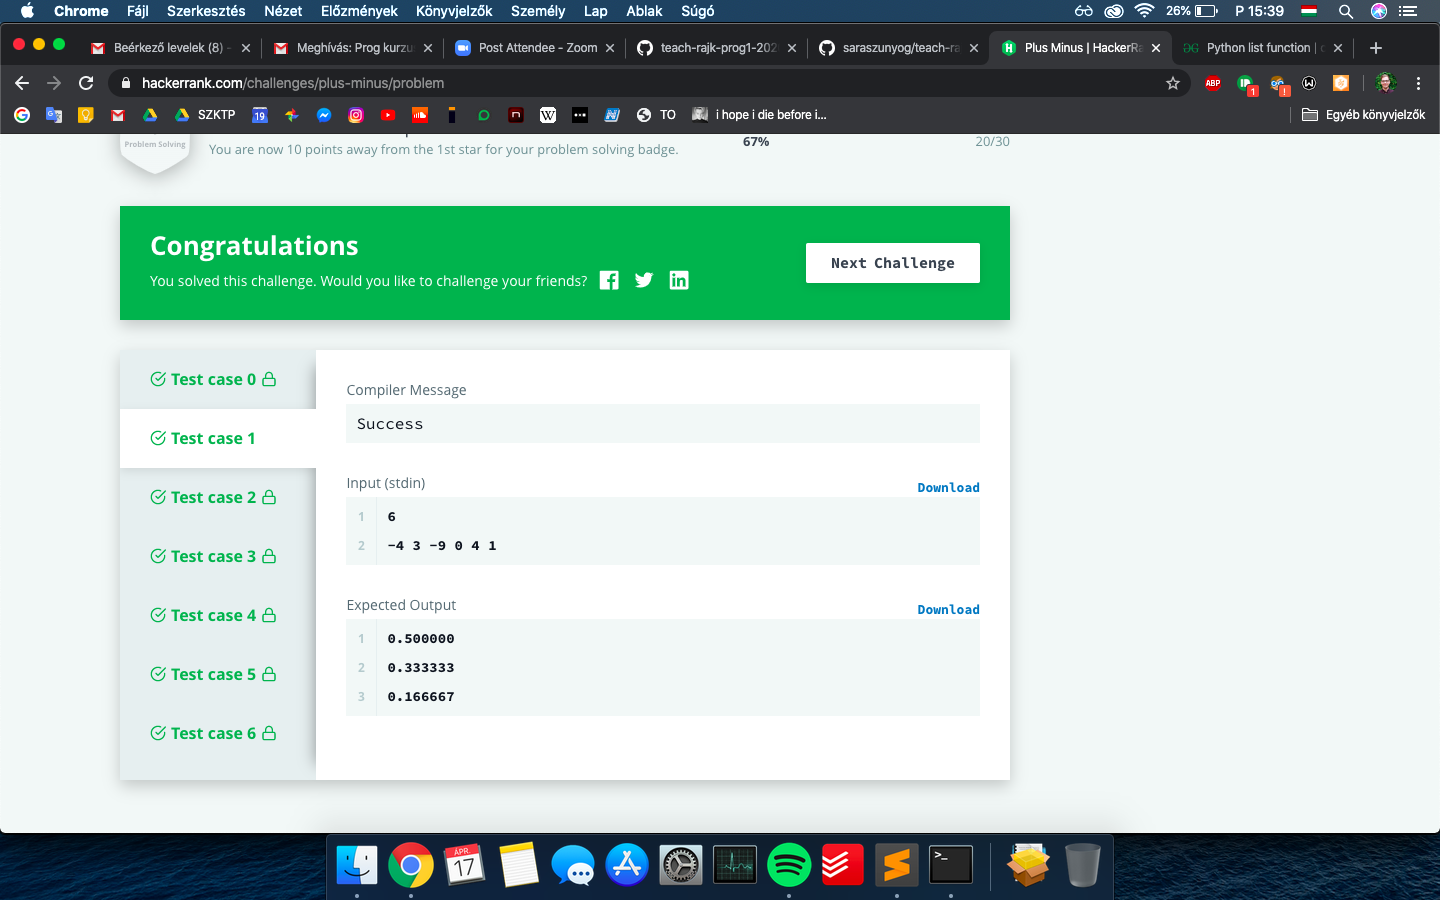 Chrome Fájl Szerkesztés Nézet Előzmények Könyvjelzők Személy Lap Ablak Súgó 26% P 15:39
Beérkező levelek (8) - Meghívás: Prog kurzu Post Attendee - Zoom teach-rajk-prog1-202 saraszunyog/teach-ra Plus Minus | HackerRa Python list function |
hackerrank.com/challenges/plus-minus/problem ABP 1 !
SZKTP 19 TO i hope i die before i... Egyéb könyvjelzők
Problem Solving
You are now 10 points away from the 1st star for your problem solving badge. 67% 20/30
Congratulations
You solved this challenge. Would you like to challenge your friends?
Next Challenge
Test case 0
Test case 1
Test case 2
Test case 3
Test case 4
Test case 5
Test case 6
Compiler Message
Success
Input (stdin) Download
1 6
2 -4 3 -9 0 4 1
Expected Output Download
1 0.500000
2 0.333333
3 0.166667
ÁPR.
17